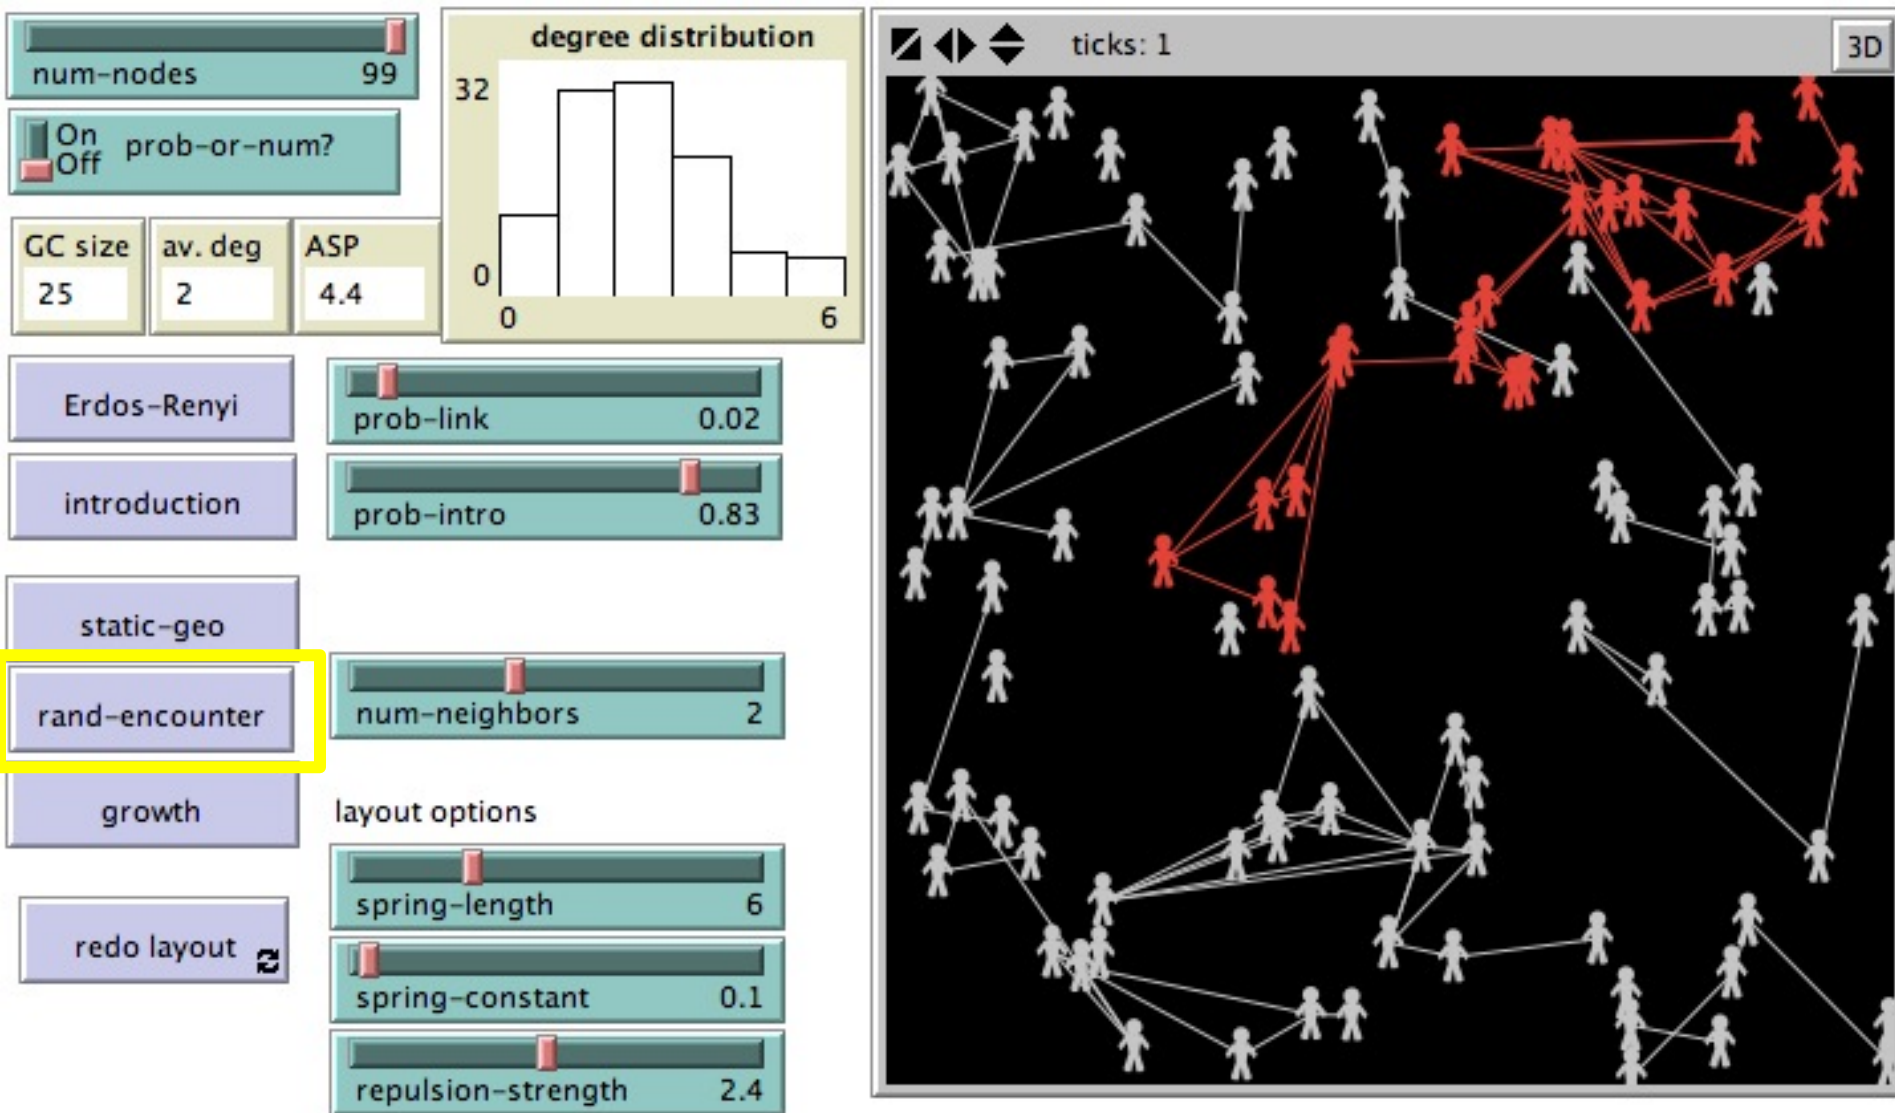 num-nodes 99
On
Off
prob-or-num?
GC size
25
av. deg
2
ASP
4.4
degree distribution
32
0
0 6
Erdos-Renyi
prob-link 0.02
introduction
prob-intro 0.83
static-geo
rand-encounter
num-neighbors 2
growth
layout options
spring-length 6
redo layout
spring-constant 0.1
repulsion-strength 2.4
ticks: 1
3D